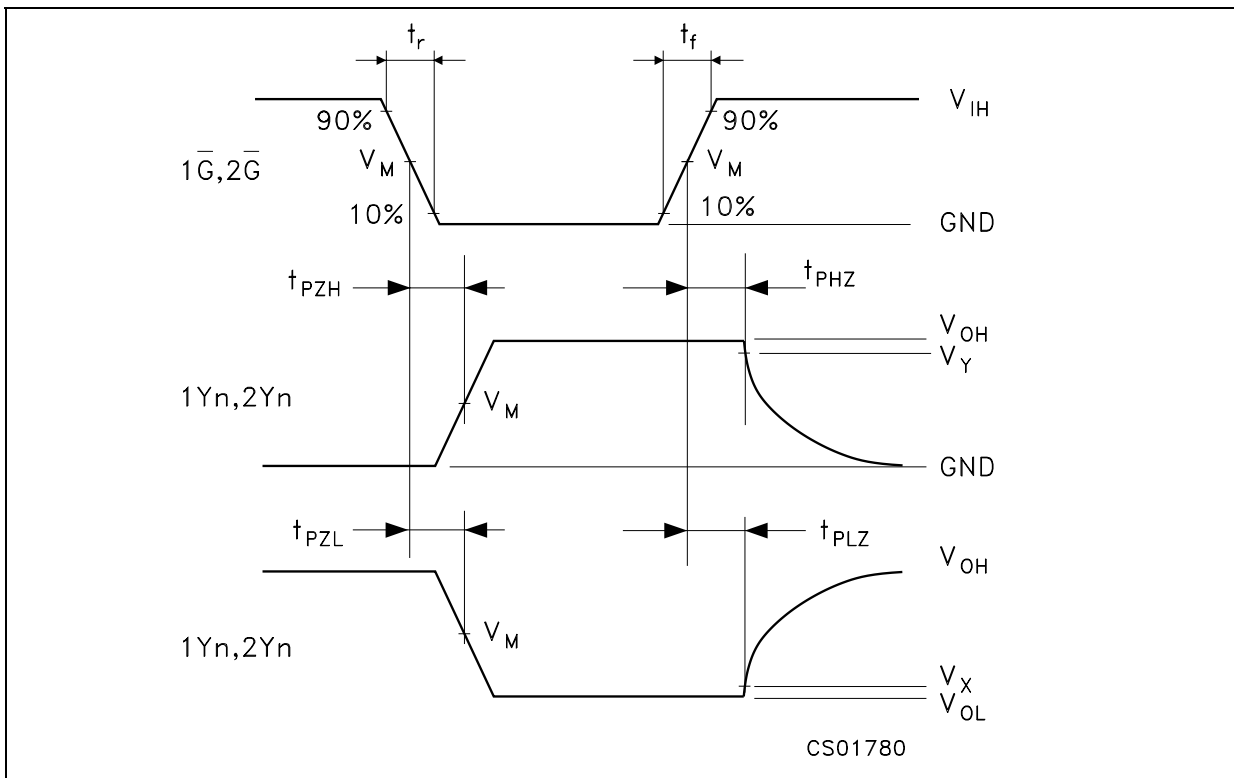 tr tf
90% 90% VIH
1G̅,2G̅ VM VM
10% 10% GND
tPZH tPHZ
VOH
VY
1Yn,2Yn VM
GND
tPZL tPLZ
VOH
1Yn,2Yn VM
VX
VOL
CS01780